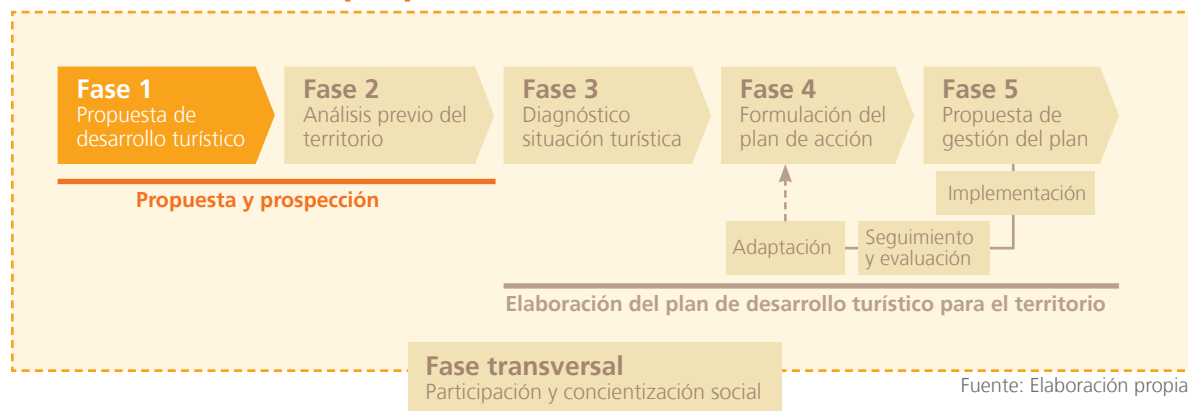 Fase 1
Propuesta de
desarrollo turístico
Fase 2
Análisis previo del
territorio
Fase 3
Diagnóstico
situación turística
Fase 4
Formulación del
plan de acción
Fase 5
Propuesta de
gestión del plan
Propuesta y prospección
Implementación
Adaptación
Seguimiento
y evaluación
Elaboración del plan de desarrollo turístico para el territorio
Fase transversal
Participación y concientización social
Fuente: Elaboración propia